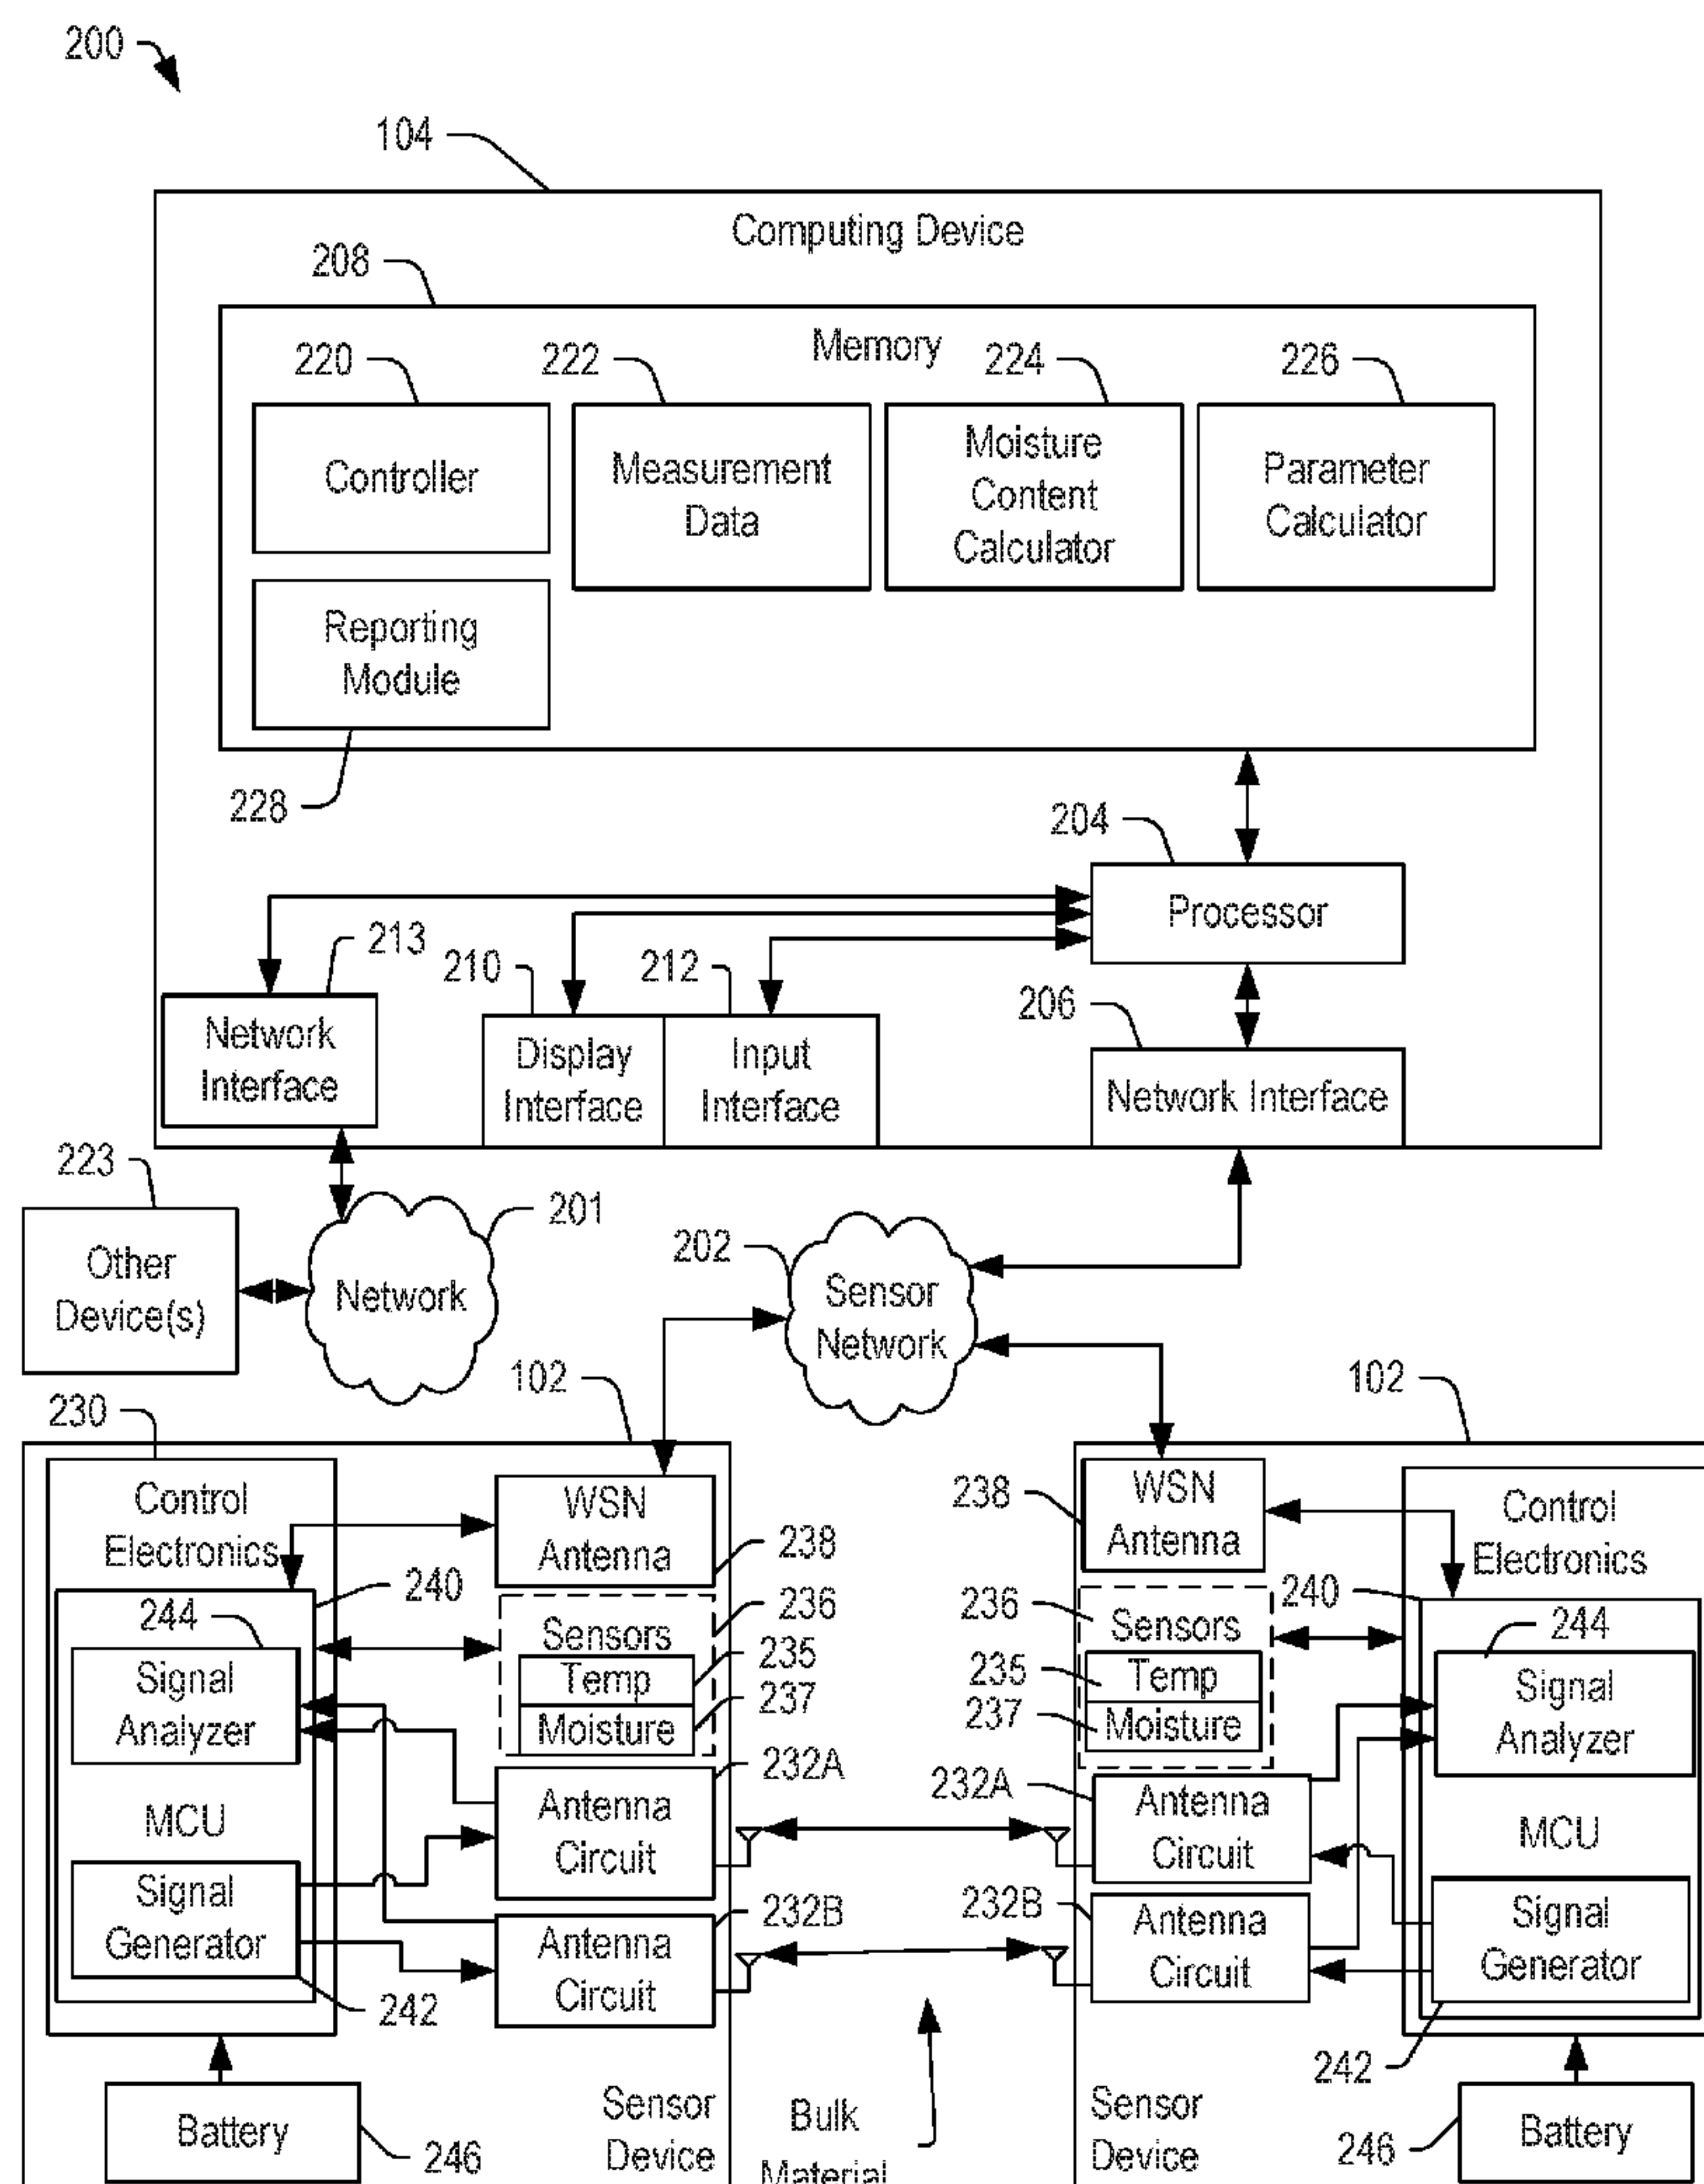 200
104
Computing Device
208
Memory
220
222
224
226
Controller
Measurement
Data
Moisture
Content
Calculator
Parameter
Calculator
Reporting
Module
228
204
Processor
213
210
212
206
Network
Interface
Display
Interface
Input
Interface
Network Interface
223
Other
Device(s)
201
Network
202
Sensor
Network
102
102
230
Control
Electronics
WSN
Antenna
238
240
236
244
Sensors
Temp
235
Moisture
237
Signal
Analyzer
MCU
232A
Antenna
Circuit
Signal
Generator
232B
Antenna
Circuit
242
Battery
246
Sensor
Device
Bulk
Material
238
WSN
Antenna
Control
Electronics
236
Sensors
240
244
235
Temp
237
Moisture
Signal
Analyzer
232A
Antenna
Circuit
MCU
232B
Antenna
Circuit
Signal
Generator
242
Sensor
Device
246
Battery